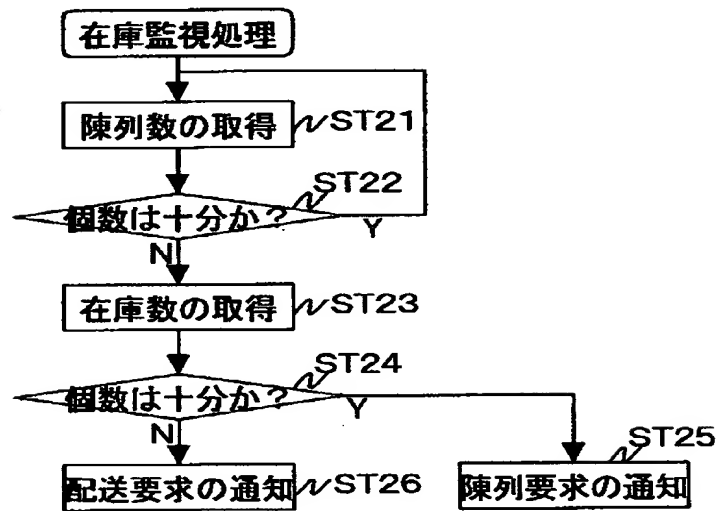 在庫監視処理
陳列数の取得 ST21
ST22
個数は十分か？
Y
N
在庫数の取得 ST23
ST24
個数は十分か？
Y
N
ST25
配送要求の通知 ST26
陳列要求の通知